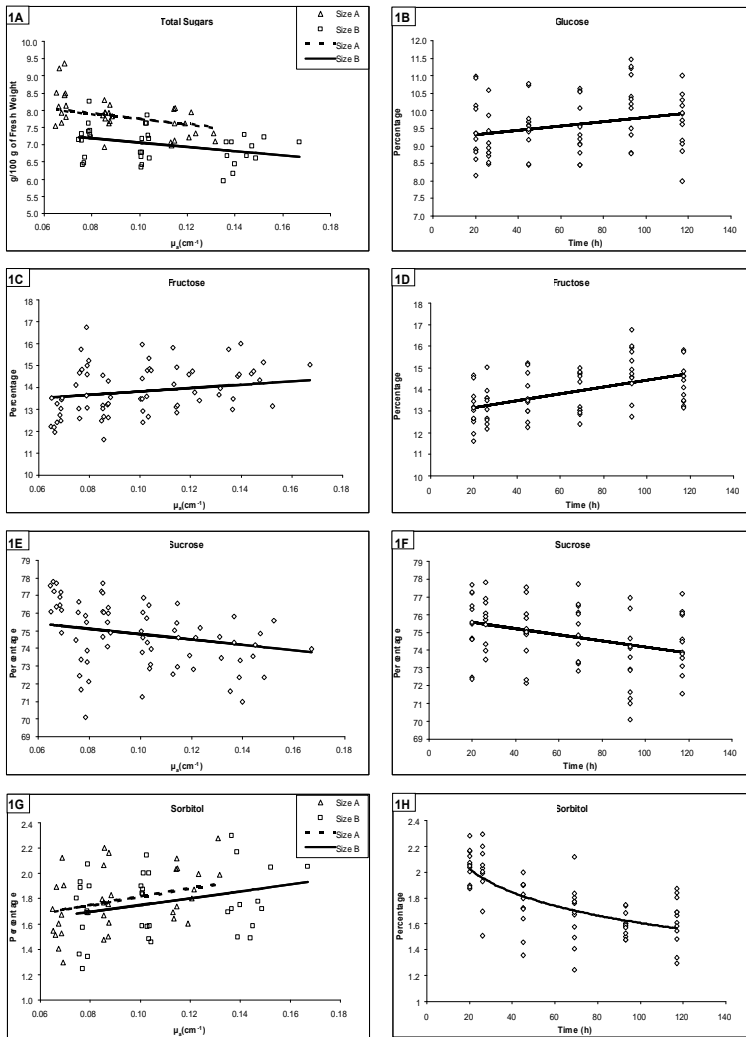 1A
Total Sugars
Size A
Size B
Size A
Size B
g/100 g of Fresh Weight
10.0
9.5
9.0
8.5
8.0
7.5
7.0
6.5
6.0
5.5
5.0
0.06 0.08 0.10 0.12 0.14 0.16 0.18
µa(cm-1)
1B
Glucose
Percentage
12.0
11.5
11.0
10.5
10.0
9.5
9.0
8.5
8.0
7.5
7.0
0 20 40 60 80 100 120 140
Time (h)
1C
Fructose
Percentage
18
17
16
15
14
13
12
11
10
0.06 0.08 0.10 0.12 0.14 0.16 0.18
µa(cm-1)
1D
Fructose
Percentage
18
17
16
15
14
13
12
11
10
0 20 40 60 80 100 120 140
Time (h)
1E
Sucrose
Percentage
79
78
77
76
75
74
73
72
71
70
69
0.06 0.08 0.10 0.12 0.14 0.16 0.18
µa(cm-1)
1F
Sucrose
Percentage
79
78
77
76
75
74
73
72
71
70
69
0 20 40 60 80 100 120 140
Time (h)
1G
Sorbitol
Size A
Size B
Size A
Size B
Percentage
2.4
2.2
2.0
1.8
1.6
1.4
1.2
1.0
0.06 0.08 0.10 0.12 0.14 0.16 0.18
µa(cm-1)
1H
Sorbitol
Percentage
2.4
2.2
2
1.8
1.6
1.4
1.2
1
0 20 40 60 80 100 120 140
Time (h)